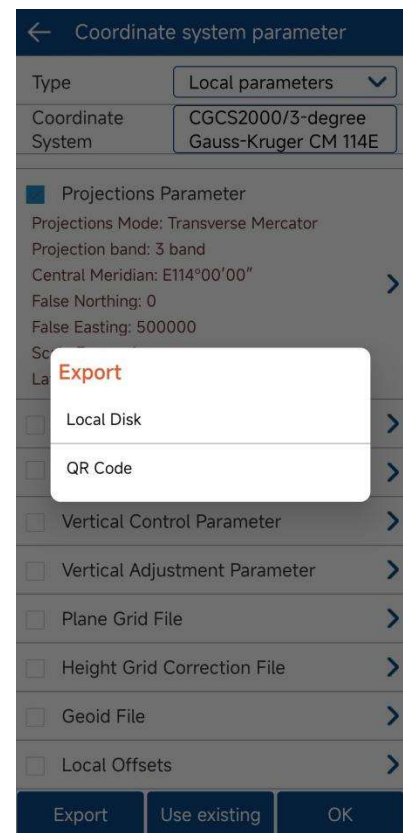 Coordinate system parameter
Type
Local parameters
Coordinate
System
CGCS2000/3-degree
Gauss-Kruger CM 114E
Projections Parameter
Projections Mode: Transverse Mercator
Projection band: 3 band
Central Meridian: E114°00'00"
False Northing: 0
False Easting: 500000
Export
Local Disk
QR Code
Vertical Control Parameter
Vertical Adjustment Parameter
Plane Grid File
Height Grid Correction File
Geoid File
Local Offsets
Export
Use existing
OK